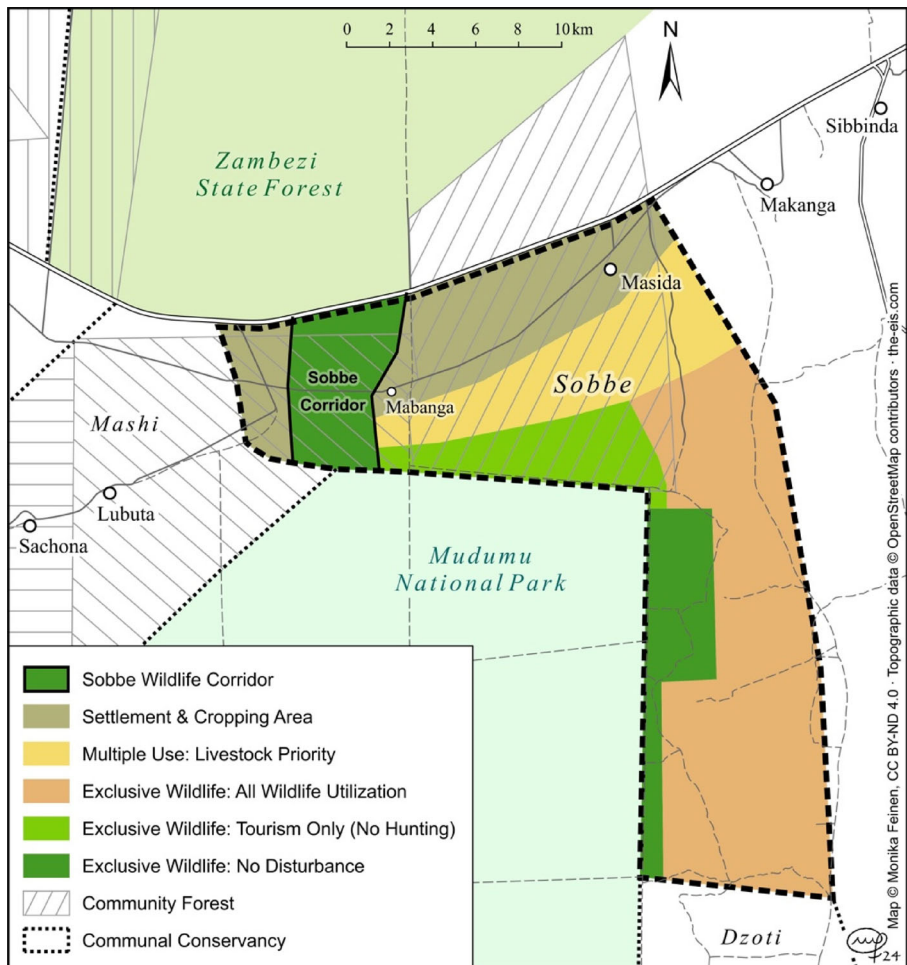 0 2 4 6 8 10 km
N
Zambezi
State Forest
Sibbinda
Makanga
Masida
Sobbe
Corridor
Sobbe
Mabanga
Mashi
Lubuta
Sachona
Mudumu
National Park
Sobbe Wildlife Corridor
Settlement & Cropping Area
Multiple Use: Livestock Priority
Exclusive Wildlife: All Wildlife Utilization
Exclusive Wildlife: Tourism Only (No Hunting)
Exclusive Wildlife: No Disturbance
Community Forest
Communal Conservancy
Dzoti
Map © Monika Feinen, CC BY-ND 4.0 · Topographic data © OpenStreetMap contributors · the-eis.com
24